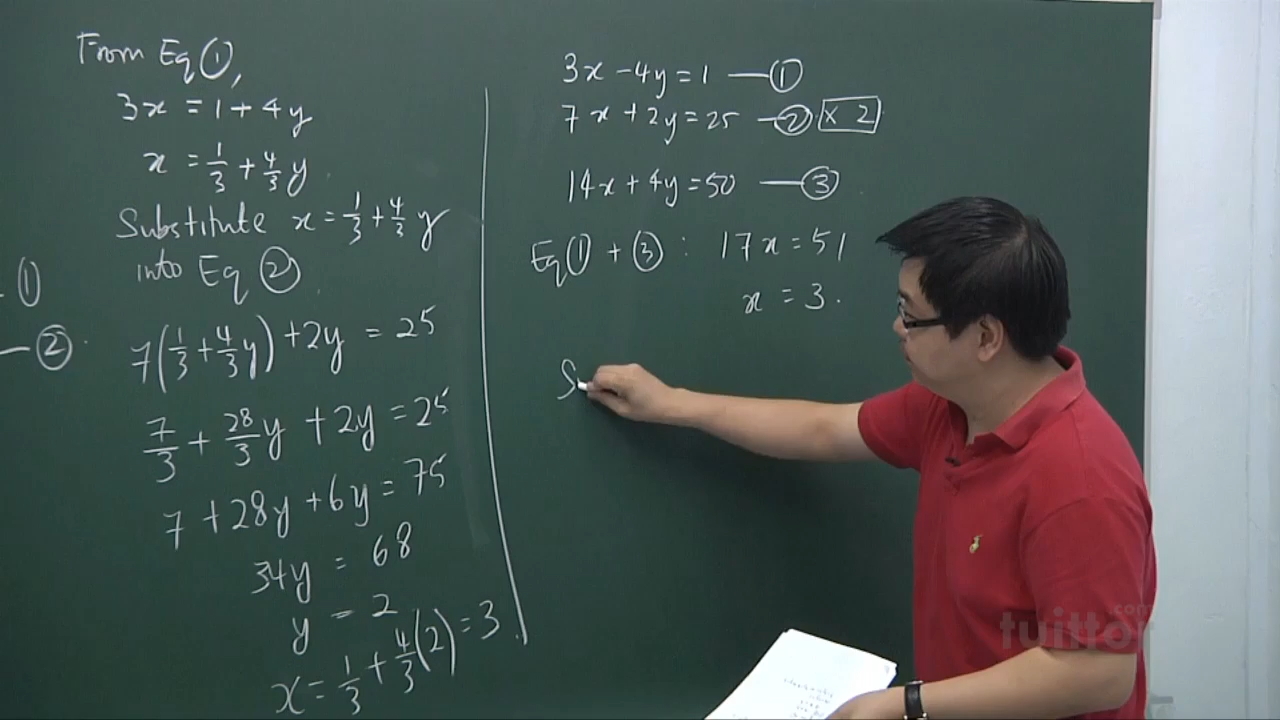 From Eq ①,
3x = 1 + 4y
x = 1/3 + 4/3 y
Substitute x = 1/3 + 4/3 y
into Eq ②.
7(1/3 + 4/3 y) + 2y = 25
7/3 + 28/3 y + 2y = 25
7 + 28y + 6y = 75
34y = 68
y = 2
x = 1/3 + 4/3 (2) = 3.
— ①
— ②.
3x - 4y = 1 — ①
7x + 2y = 25 — ② × 2
14x + 4y = 50 — ③
Eq ① + ③ : 17x = 51
x = 3.
S
tuittor.com